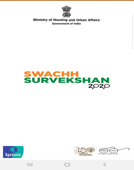 Ministry of Housing and Urban Affairs
Government of India
SWACHH
SURVEKSHAN
2020